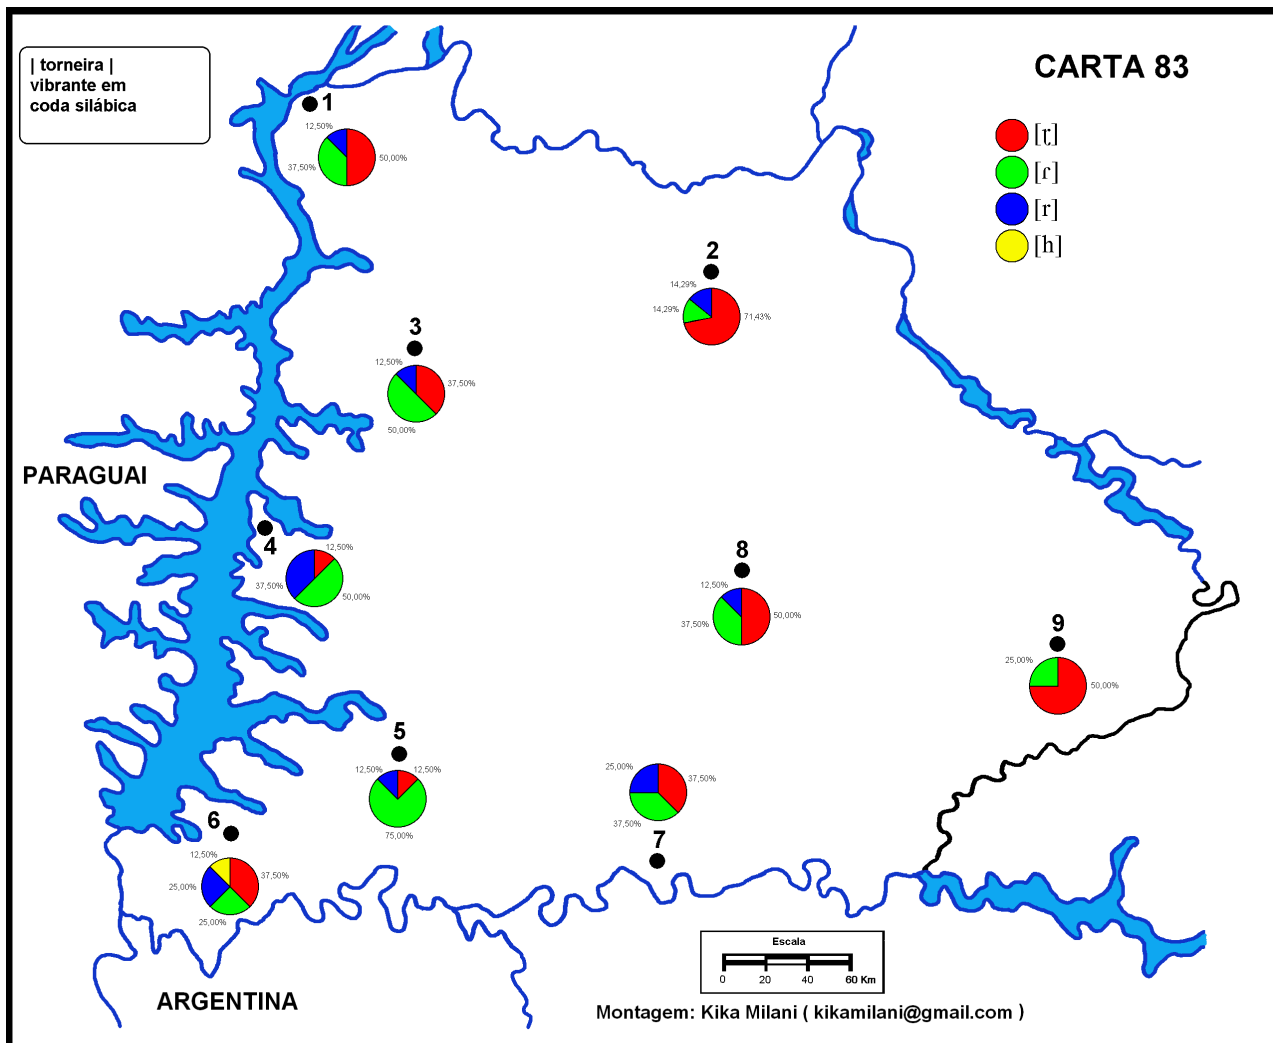 | torneira |
vibrante em
coda silábica
CARTA 83
[ɽ]
[ɾ]
[r]
[h]
1
12,50%
37,50%
50,00%
2
14,29%
14,29%
71,43%
3
12,50%
37,50%
50,00%
PARAGUAI
4
12,50%
37,50%
50,00%
8
12,50%
37,50%
50,00%
9
25,00%
50,00%
5
12,50%
12,50%
75,00%
25,00%
37,50%
37,50%
7
6
12,50%
37,50%
25,00%
25,00%
Escala
0 20 40 60 Km
ARGENTINA
Montagem: Kika Milani ( kikamilani@gmail.com )